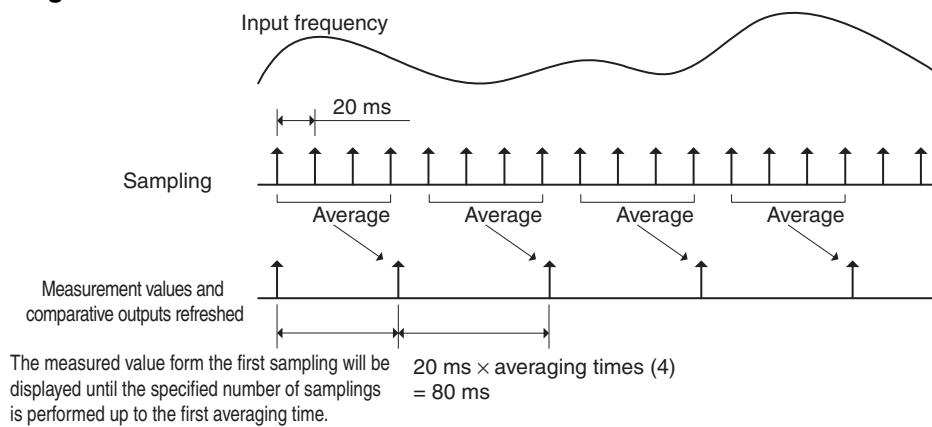 Input frequency
20 ms
Sampling
Average Average Average Average
Measurement values and
comparative outputs refreshed
The measured value form the first sampling will be
displayed until the specified number of samplings
is performed up to the first averaging time.
20 ms × averaging times (4)
= 80 ms